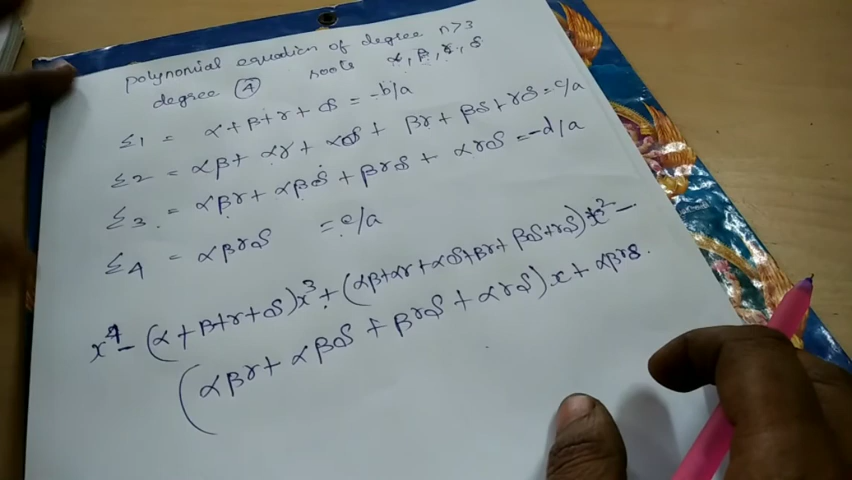 polynomial equation of degree n>3
degree ④ roots α, β, γ, δ
Σ1 = α+β+γ+δ = -b/a
Σ2 = αβ+αγ+αδ+βγ+βδ+γδ=c/a
Σ3 = αβγ+αβδ+βγδ+αγδ=-d/a
Σ4 = αβγδ = e/a
x⁴-(α+β+γ+δ)x³+(αβ+αγ+αδ+βγ+βδ+γδ)x²-
(αβγ+αβδ+βγδ+αγδ)x+αβγδ.